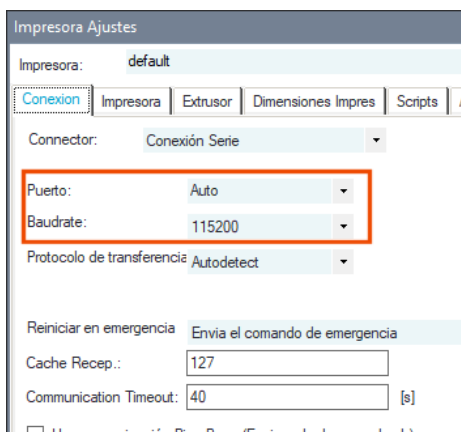 Impresora Ajustes
Impresora: default
Conexion Impresora Extrusor Dimensiones Impres Scripts
Connector: Conexión Serie
Puerto: Auto
Baudrate: 115200
Protocolo de transferencia Autodetect
Reiniciar en emergencia Envia el comando de emergencia
Cache Recep.: 127
Communication Timeout: 40 [s]